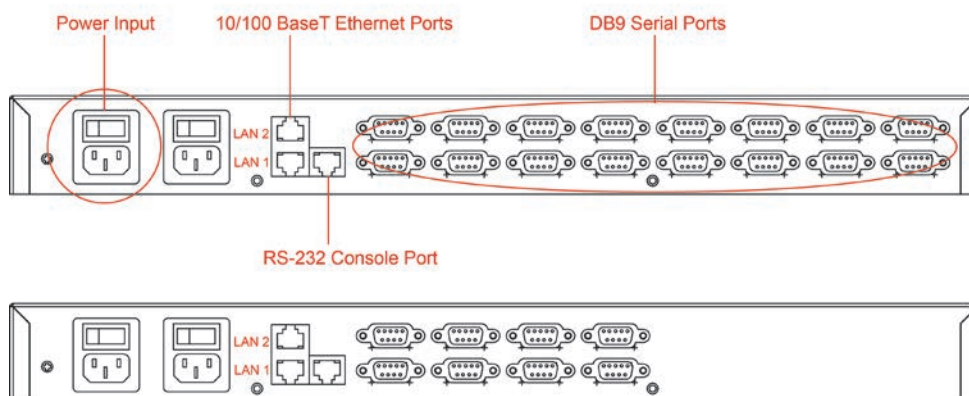 Power Input
10/100 BaseT Ethernet Ports
DB9 Serial Ports
LAN 2
LAN 1
RS-232 Console Port
LAN 2
LAN 1